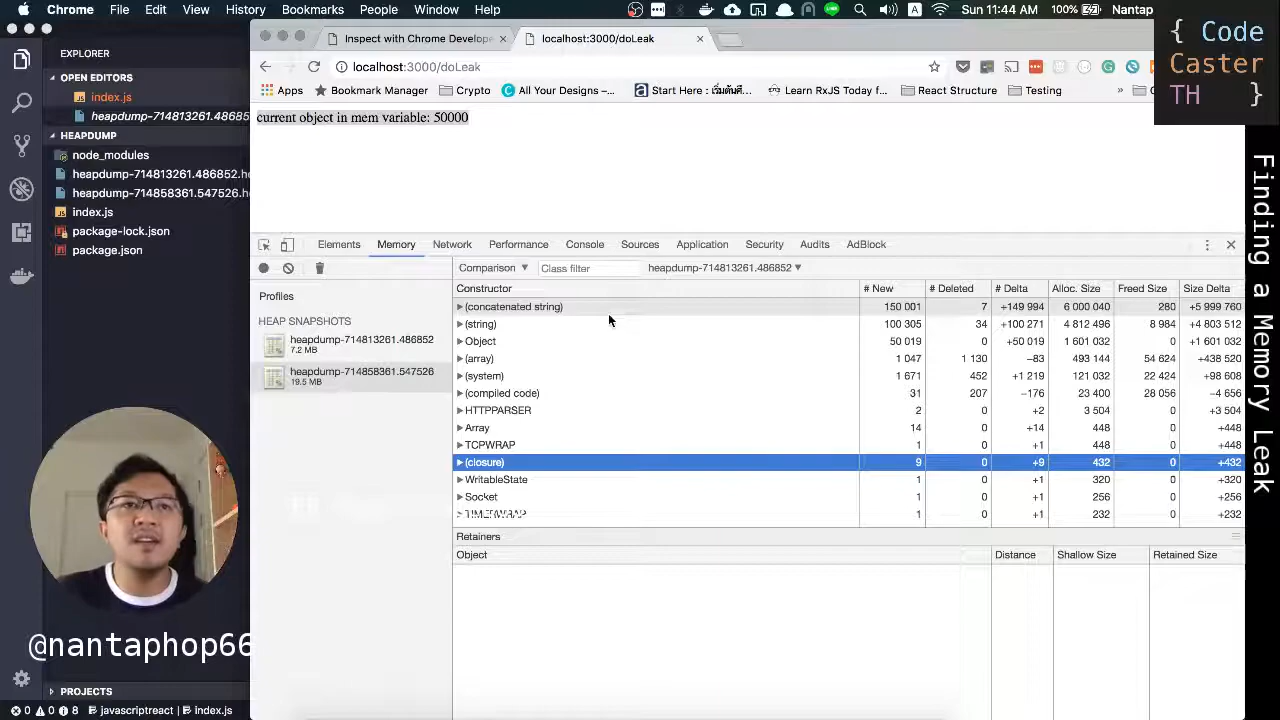 Chrome File Edit View History Bookmarks People Window Help
A 100% Sun 11:44 AM Nantap
{ Code
Caster
TH }
Finding a Memory Leak
EXPLORER
OPEN EDITORS
JS index.js
heapdump-714813261.48685
HEAPDUMP
node_modules
heapdump-714813261.486852.he
heapdump-714858361.547526.he
JS index.js
package-lock.json
package.json
@nantaphop66
PROJECTS
0 0 8 javascriptreact index.js
Inspect with Chrome Develope × localhost:3000/doLeak ×
localhost:3000/doLeak
Apps Bookmark Manager Crypto All Your Designs –... Learn RxJS Today f... React Structure Testing »
current object in mem variable: 50000
Elements Memory Network Performance Console Sources Application Security Audits AdBlock
Comparison ▼ Class filter heapdump-714813261.486852 ▼
Profiles
HEAP SNAPSHOTS
heapdump-714813261.486852
7.2 MB
heapdump-714858361.547526
19.5 MB
Constructor # New # Deleted # Delta Alloc. Size Freed Size Size Delta
(concatenated string) 150 001 7 +149 994 6 000 040 280 +5 999 760
(string) 100 305 34 +100 271 4 812 496 8 984 +4 803 512
Object 50 019 0 +50 019 1 601 032 0 +1 601 032
(array) 1 047 1 130 −83 493 144 54 624 +438 520
(system) 1 671 452 +1 219 121 032 22 424 +98 608
(compiled code) 31 207 −176 23 400 28 056 −4 656
HTTPPARSER 2 0 +2 3 504 0 +3 504
Array 14 0 +14 448 0 +448
TCPWRAP 1 0 +1 448 0 +448
(closure) 9 0 +9 432 0 +432
WritableState 1 0 +1 320 0 +320
Socket 1 0 +1 256 0 +256
TIMERWRAP 1 0 +1 232 0 +232
Retainers
Object Distance Shallow Size Retained Size